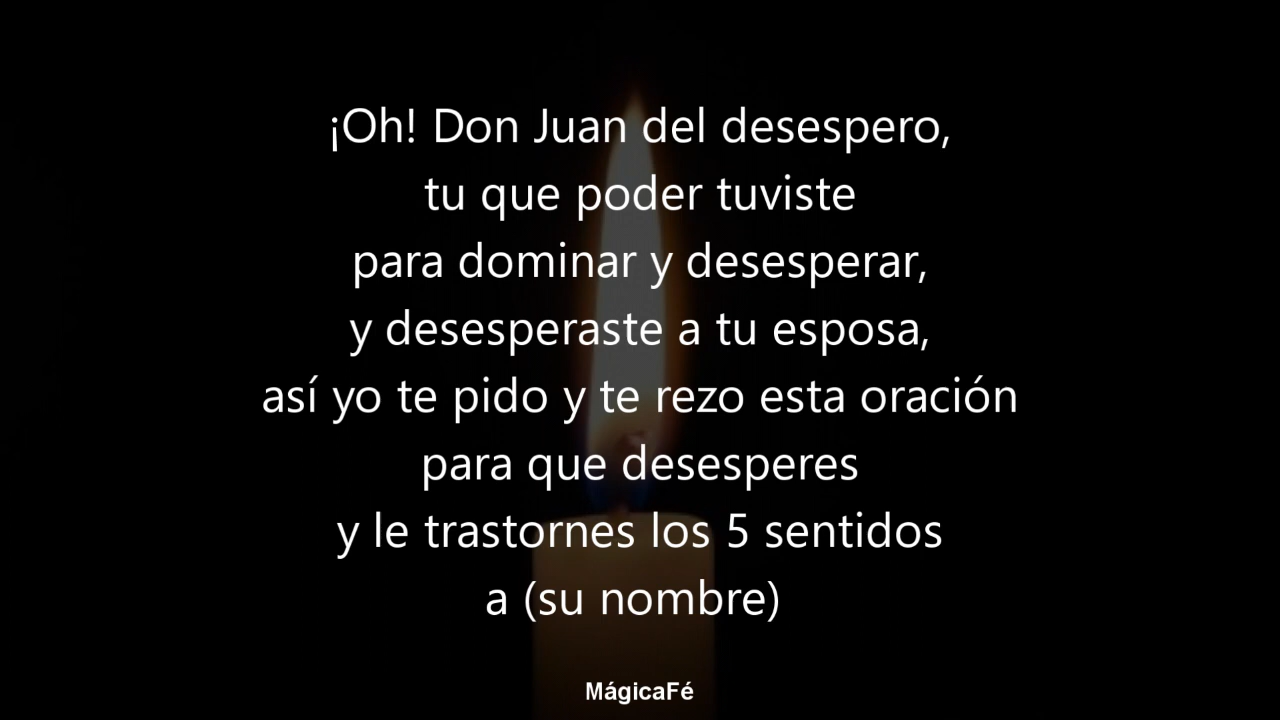 ¡Oh! Don Juan del desespero,
tu que poder tuviste
para dominar y desesperar,
y desesperaste a tu esposa,
así yo te pido y te rezo esta oración
para que desesperes
y le trastornes los 5 sentidos
a (su nombre)
MágicaFé